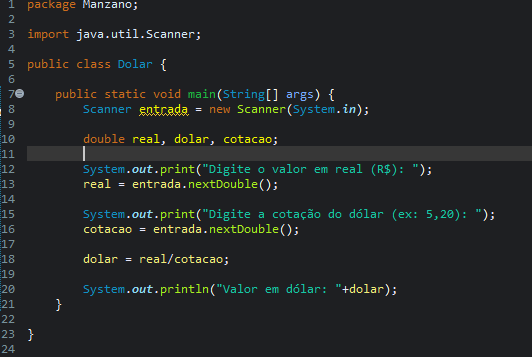 1 package Manzano;
2
3 import java.util.Scanner;
4
5 public class Dolar {
6
7     public static void main(String[] args) {
8         Scanner entrada = new Scanner(System.in);
9
10         double real, dolar, cotacao;
11
12         System.out.print("Digite o valor em real (R$): ");
13         real = entrada.nextDouble();
14
15         System.out.print("Digite a cotação do dólar (ex: 5,20): ");
16         cotacao = entrada.nextDouble();
17
18         dolar = real/cotacao;
19
20         System.out.println("Valor em dólar: "+dolar);
21     }
22
23 }
24